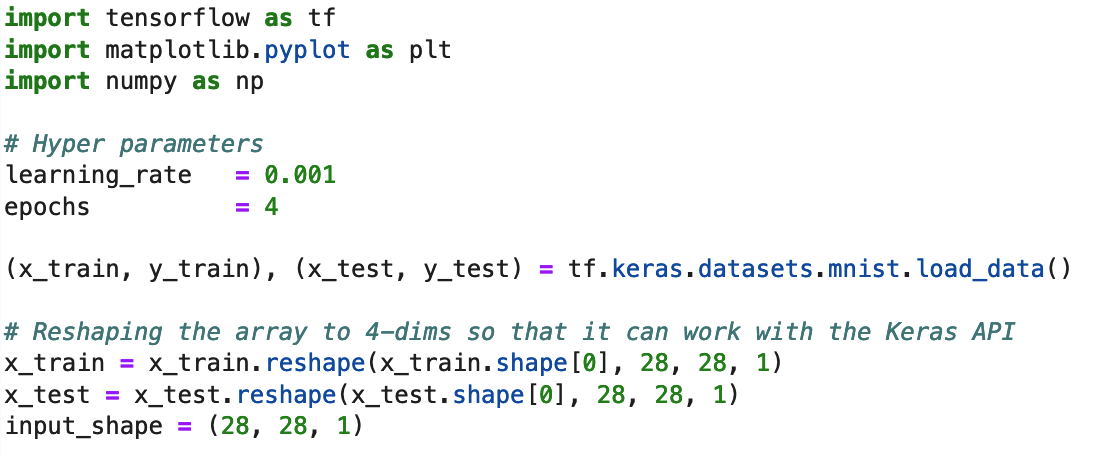 import tensorflow as tf
import matplotlib.pyplot as plt
import numpy as np
# Hyper parameters
learning_rate   = 0.001
epochs          = 4
(x_train, y_train), (x_test, y_test) = tf.keras.datasets.mnist.load_data()
# Reshaping the array to 4-dims so that it can work with the Keras API
x_train = x_train.reshape(x_train.shape[0], 28, 28, 1)
x_test = x_test.reshape(x_test.shape[0], 28, 28, 1)
input_shape = (28, 28, 1)